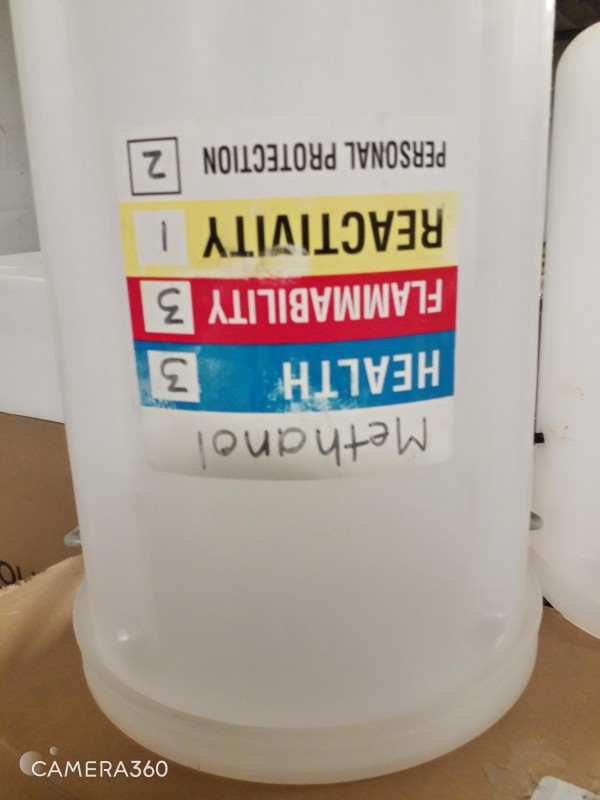 Methanol
HEALTH 3
FLAMMABILITY 3
REACTIVITY 1
PERSONAL PROTECTION 2
CAMERA360